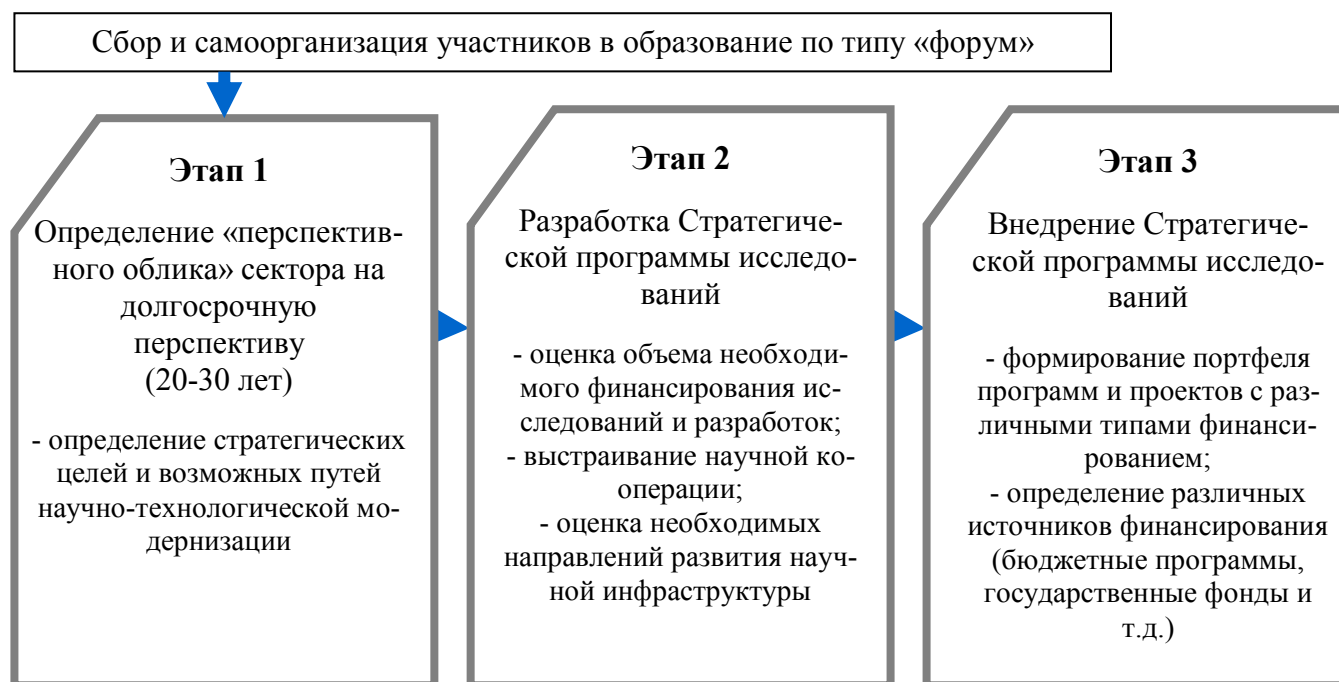 Сбор и самоорганизация участников в образование по типу «форум»
Этап 1
Определение «перспектив-
ного облика» сектора на
долгосрочную
перспективу
(20-30 лет)
- определение стратегических
целей и возможных путей
научно-технологической мо-
дернизации
Этап 2
Разработка Стратегиче-
ской программы исследо-
ваний
- оценка объема необходи-
мого финансирования ис-
следований и разработок;
- выстраивание научной ко-
операции;
- оценка необходимых
направлений развития науч-
ной инфраструктуры
Этап 3
Внедрение Стратегиче-
ской программы исследо-
ваний
- формирование портфеля
программ и проектов с раз-
личными типами финанси-
рованием;
- определение различных
источников финансирования
(бюджетные программы,
государственные фонды и
т.д.)